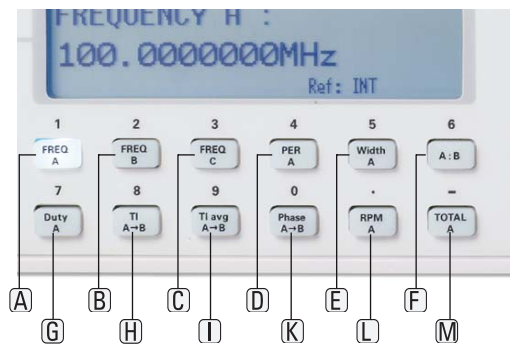 FREQUENCY A :
100.0000000MHz
Ref: INT
1 2 3 4 5 6
FREQ A FREQ B FREQ C PER A Width A A:B
7 8 9 0 . –
Duty A TI A→B TI avg A→B Phase A→B RPM A TOTAL A
A B C D E F
G H I K L M